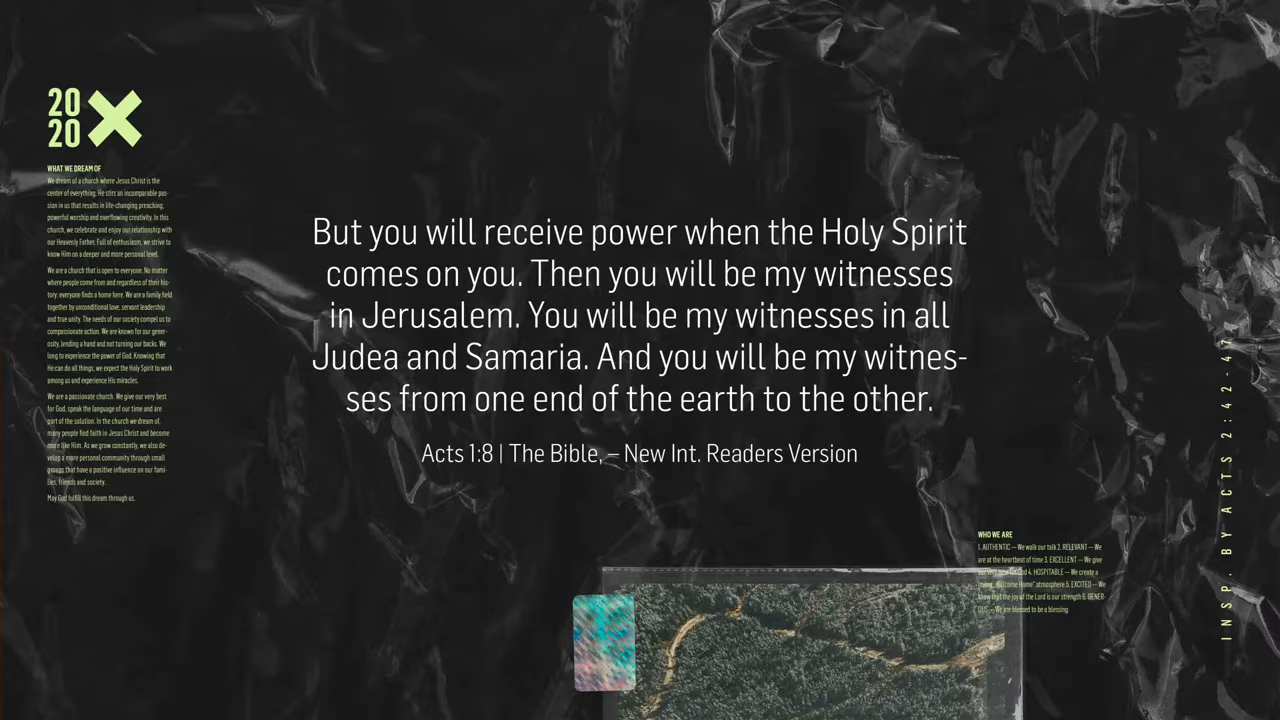 20
20
WHAT WE DREAM OF
We dream of a church where Jesus Christ is the
center of everything. He stirs an incomparable pas-
sion in us that results in life-changing preaching,
powerful worship and overflowing creativity. In this
church, we celebrate and enjoy our relationship with
our Heavenly Father. Full of enthusiasm, we strive to
know Him on a deeper and more personal level.
We are a church that is open to everyone. No matter
where people come from and regardless of their his-
tory: everyone finds a home here. We are a family held
together by unconditional love, servant leadership
and true unity. The needs of our society compel us to
compassionate action. We are known for our gener-
osity, lending a hand and not turning our backs. We
long to experience the power of God. Knowing that
He can do all things, we expect the Holy Spirit to work
among us and experience His miracles.
We are a passionate church. We give our very best
for God, speak the language of our time and are
part of the solution. In the church we dream of,
many people find faith in Jesus Christ and become
more like Him. As we grow constantly, we also de-
velop a more personal community through small
groups that have a positive influence on our fami-
lies, friends and society.
May God fulfill this dream through us.
But you will receive power when the Holy Spirit
comes on you. Then you will be my witnesses
in Jerusalem. You will be my witnesses in all
Judea and Samaria. And you will be my witnes-
ses from one end of the earth to the other.
Acts 1:8 | The Bible, – New Int. Readers Version
WHO WE ARE
1. AUTHENTIC — We walk our talk 2. RELEVANT — We
are at the heartbeat of time 3. EXCELLENT — We give
our very best for God 4. HOSPITABLE — We create a
„Welcome Home" atmosphere 5. EXCITED — We
know that the joy of the Lord is our strength 6. GENER-
OUS — We are blessed to be a blessing
INSP. BY ACTS 2:42-47